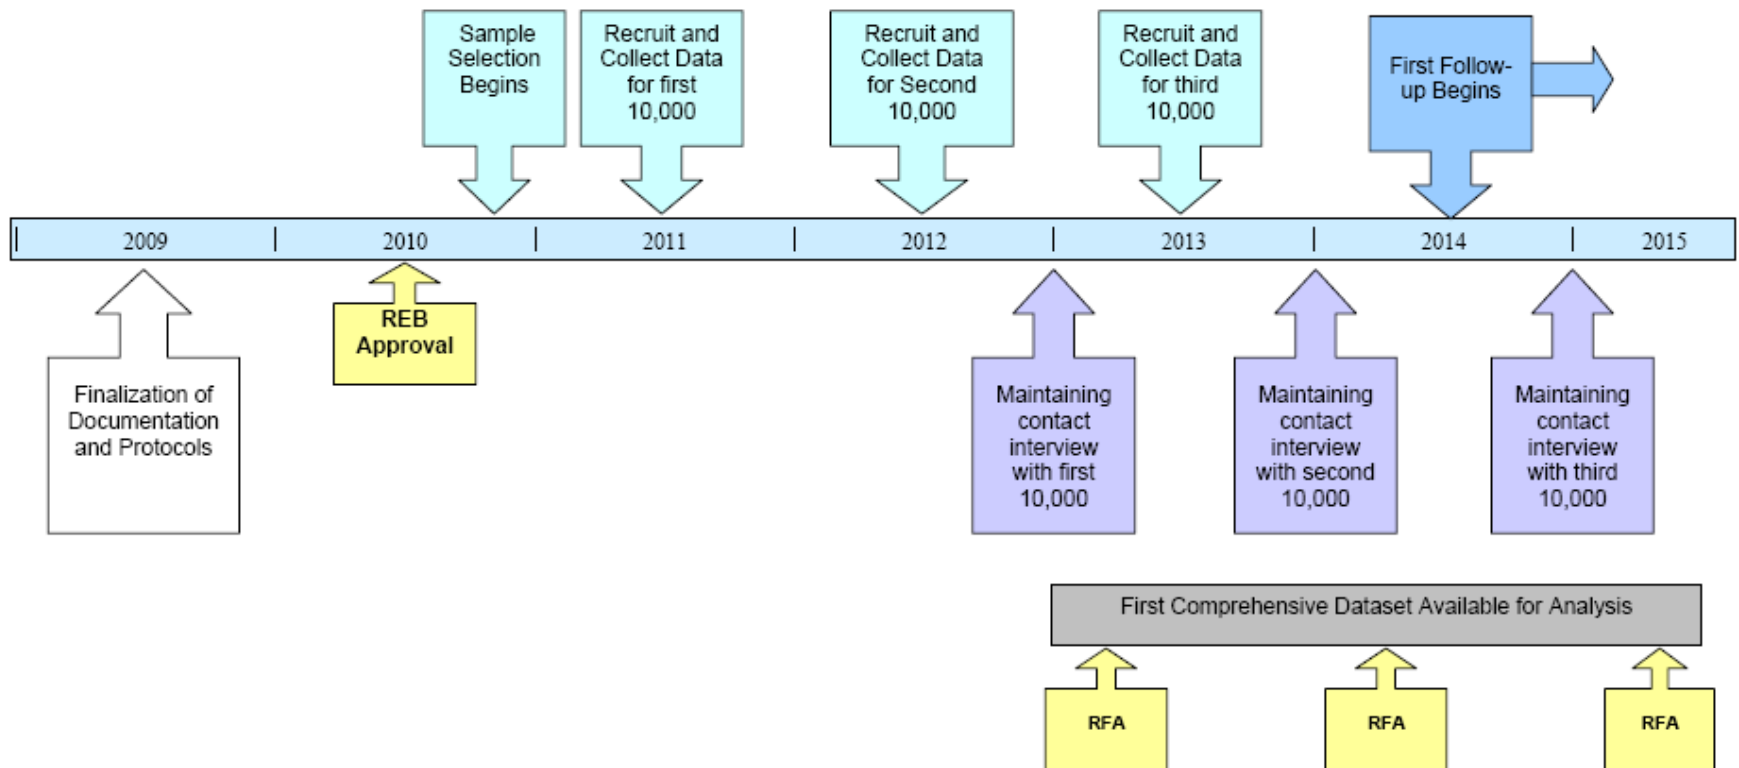 Sample
Selection
Begins
Recruit and
Collect Data
for first
10,000
Recruit and
Collect Data
for Second
10,000
Recruit and
Collect Data
for third
10,000
First Follow-
up Begins
2009
2010
2011
2012
2013
2014
2015
Finalization of
Documentation
and Protocols
REB
Approval
Maintaining
contact
interview
with first
10,000
Maintaining
contact
interview
with second
10,000
Maintaining
contact
interview
with third
10,000
First Comprehensive Dataset Available for Analysis
RFA
RFA
RFA